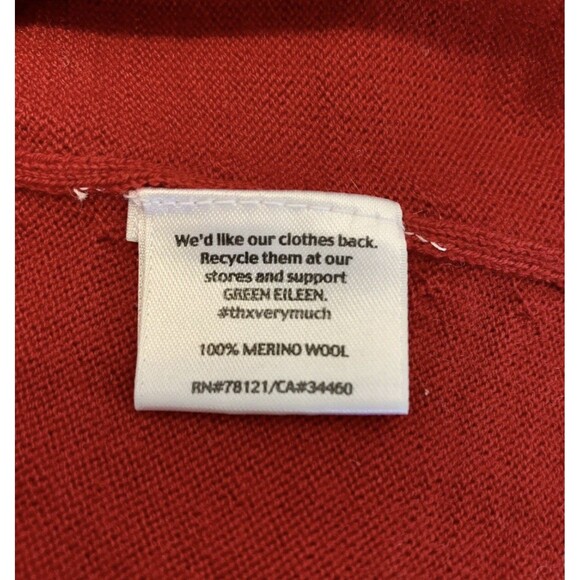 We'd like our clothes back.
Recycle them at our
stores and support
GREEN EILEEN.
#thxverymuch
100% MERINO WOOL
RN#78121/CA#34460